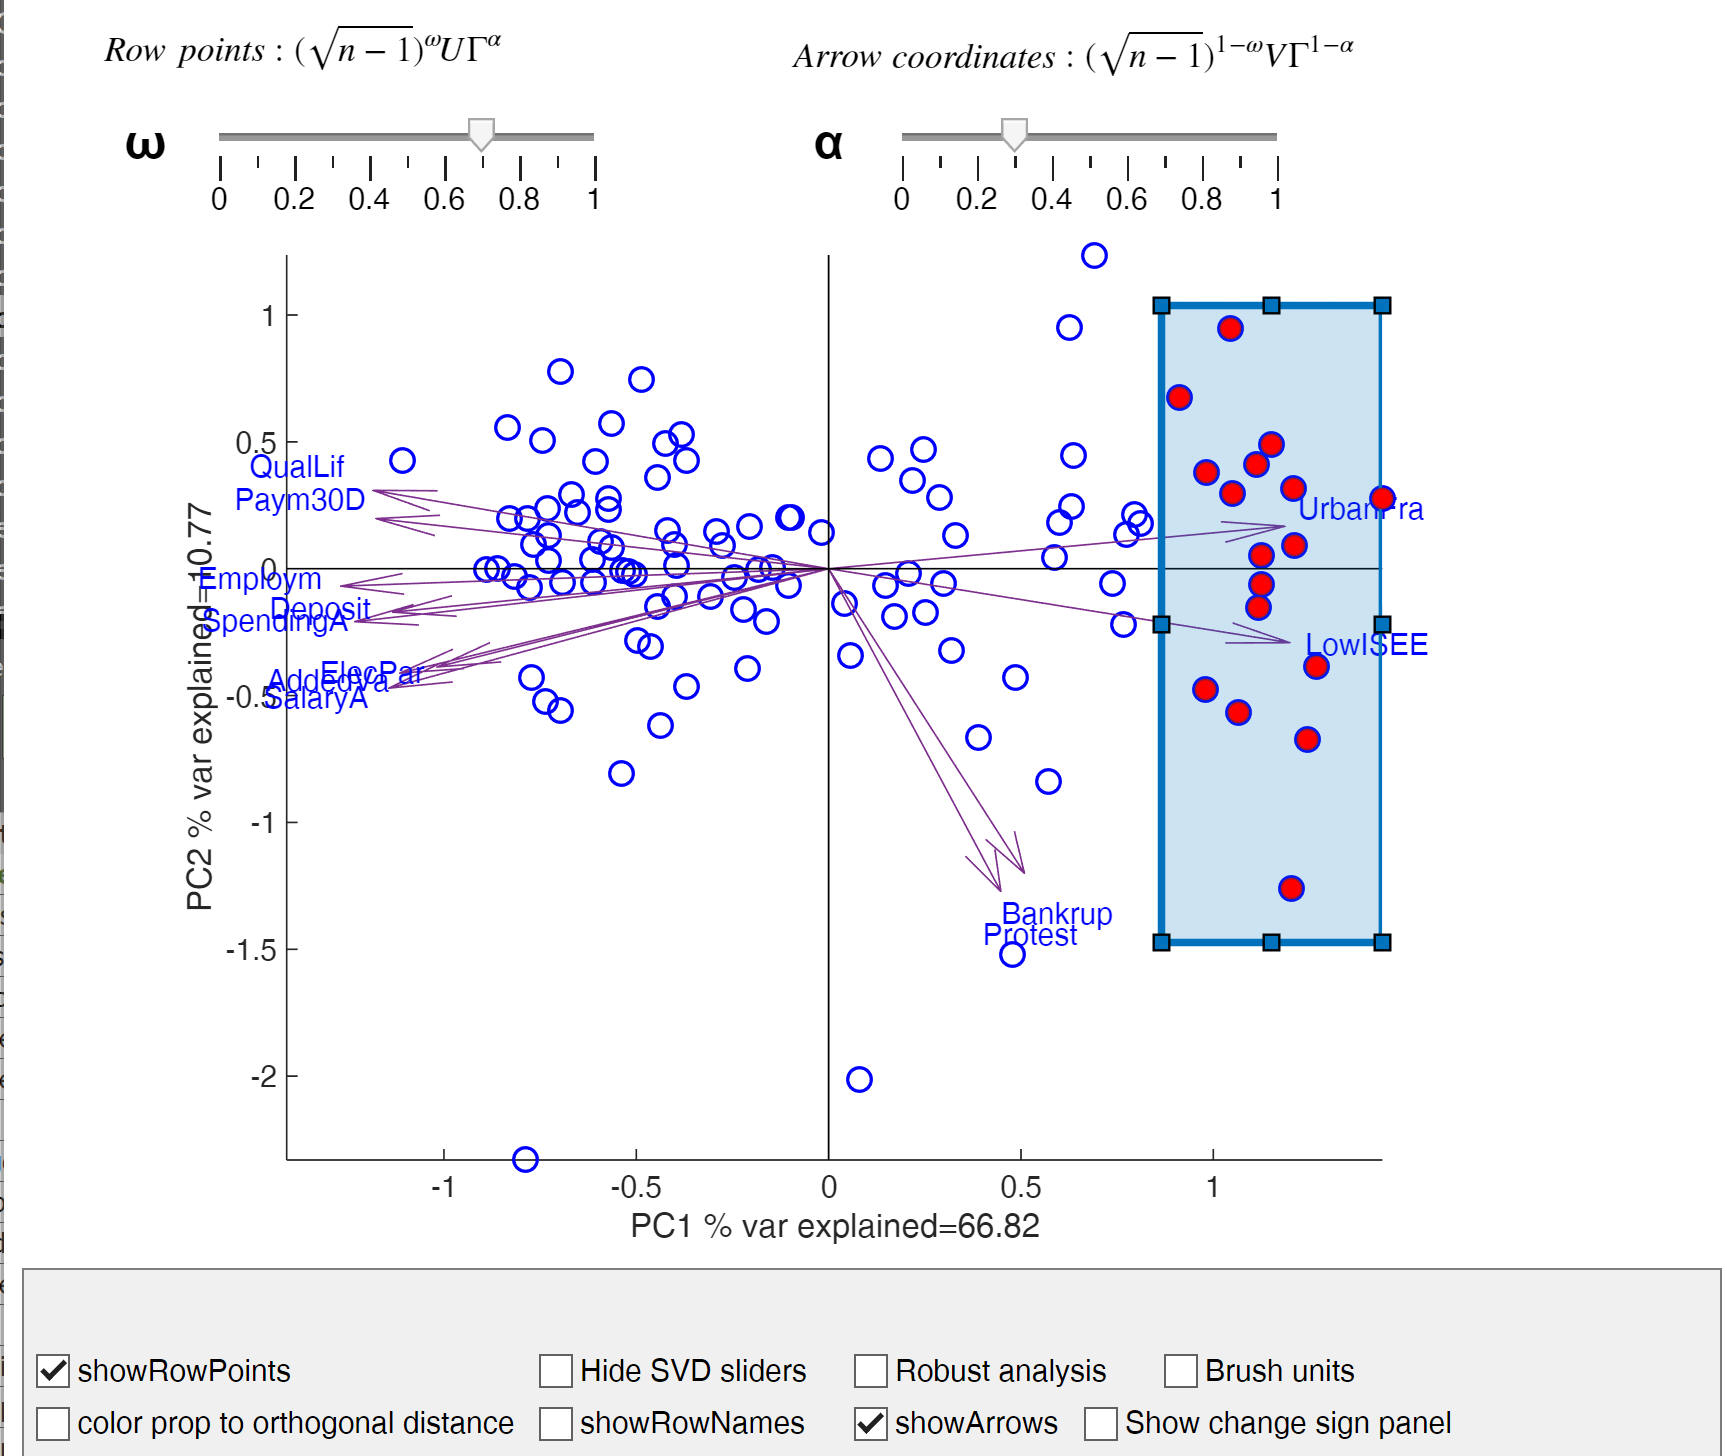 Row points : (√n − 1)^ωUΓ^α
Arrow coordinates : (√n − 1)^1−ωVΓ^1−α
ω
0 0.2 0.4 0.6 0.8 1
α
0 0.2 0.4 0.6 0.8 1
1
0.5
0
-0.5
-1
-1.5
-2
PC2 % var explained=10.77
QualLif
Paym30D
Employm
Deposit
SpendingA
ElecPar
AddedVa
SalaryA
UrbanFra
LowISEE
Bankrup
Protest
-1 -0.5 0 0.5 1
PC1 % var explained=66.82
showRowPoints Hide SVD sliders Robust analysis Brush units
color prop to orthogonal distance showRowNames showArrows Show change sign panel